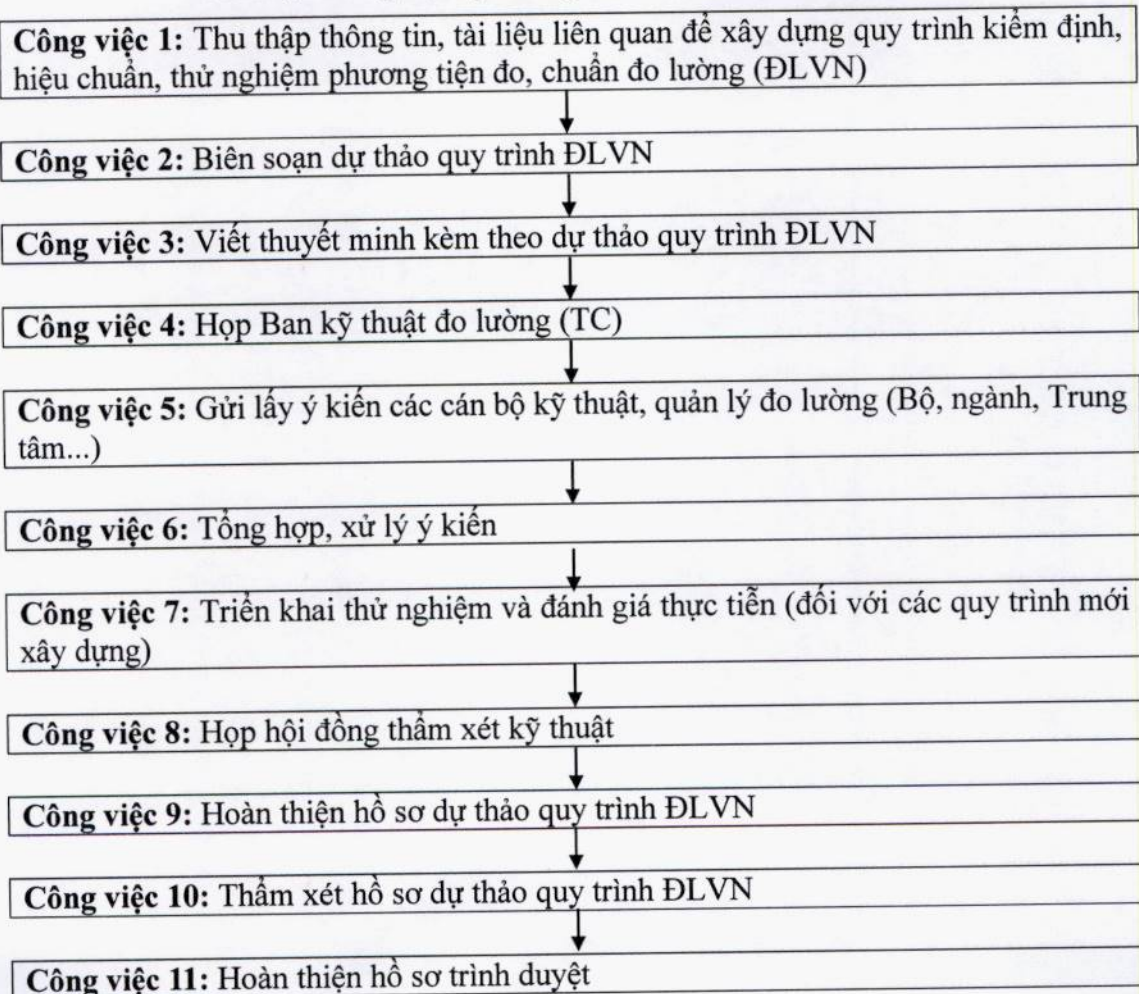 Công việc 1: Thu thập thông tin, tài liệu liên quan để xây dựng quy trình kiểm định,
hiệu chuẩn, thử nghiệm phương tiện đo, chuẩn đo lường (ĐLVN)
Công việc 2: Biên soạn dự thảo quy trình ĐLVN
Công việc 3: Viết thuyết minh kèm theo dự thảo quy trình ĐLVN
Công việc 4: Họp Ban kỹ thuật đo lường (TC)
Công việc 5: Gửi lấy ý kiến các cán bộ kỹ thuật, quản lý đo lường (Bộ, ngành, Trung
tâm...)
Công việc 6: Tổng hợp, xử lý ý kiến
Công việc 7: Triển khai thử nghiệm và đánh giá thực tiễn (đối với các quy trình mới
xây dựng)
Công việc 8: Họp hội đồng thẩm xét kỹ thuật
Công việc 9: Hoàn thiện hồ sơ dự thảo quy trình ĐLVN
Công việc 10: Thẩm xét hồ sơ dự thảo quy trình ĐLVN
Công việc 11: Hoàn thiện hồ sơ trình duyệt